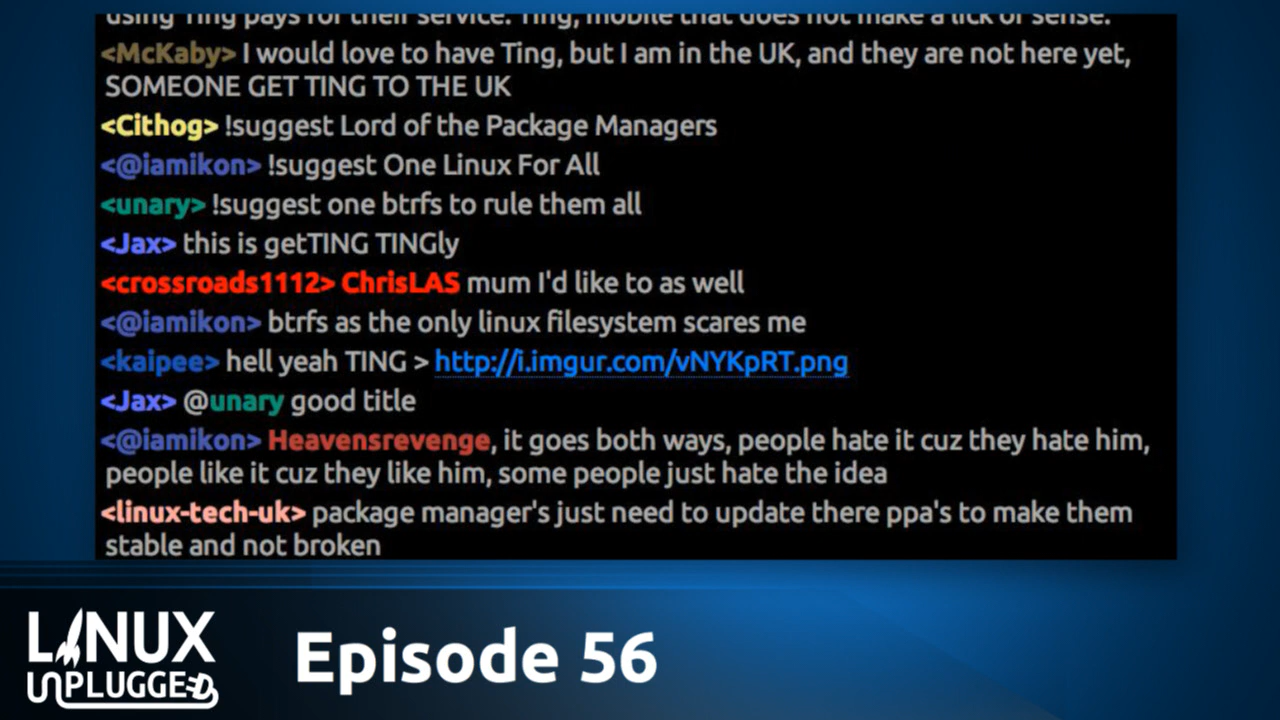 using Ting pays for their service. Ting, mobile that does not make a lick of sense.
<McKaby> I would love to have Ting, but I am in the UK, and they are not here yet,
SOMEONE GET TING TO THE UK
<Cithog> !suggest Lord of the Package Managers
<@iamikon> !suggest One Linux For All
<unary> !suggest one btrfs to rule them all
<Jax> this is getTING TINGly
<crossroads1112> ChrisLAS mum I'd like to as well
<@iamikon> btrfs as the only linux filesystem scares me
<kaipee> hell yeah TING > http://i.imgur.com/vNYKpRT.png
<Jax> @unary good title
<@iamikon> Heavensrevenge, it goes both ways, people hate it cuz they hate him,
people like it cuz they like him, some people just hate the idea
<linux-tech-uk> package manager's just need to update there ppa's to make them
stable and not broken
LINUX
UNPLUGGED
Episode 56